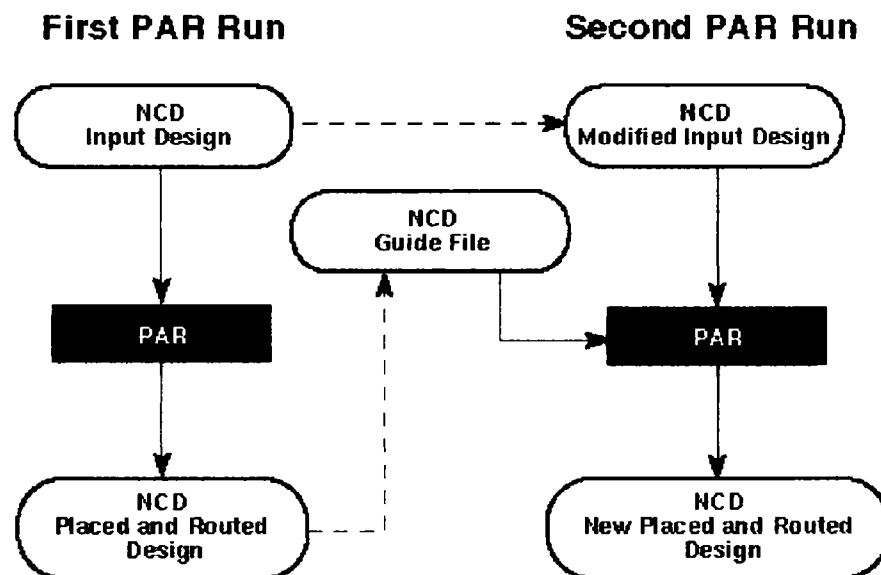 First PAR Run
Second PAR Run
NCD
Input Design
NCD
Modified Input Design
NCD
Guide File
PAR
PAR
NCD
Placed and Routed
Design
NCD
New Placed and Routed
Design